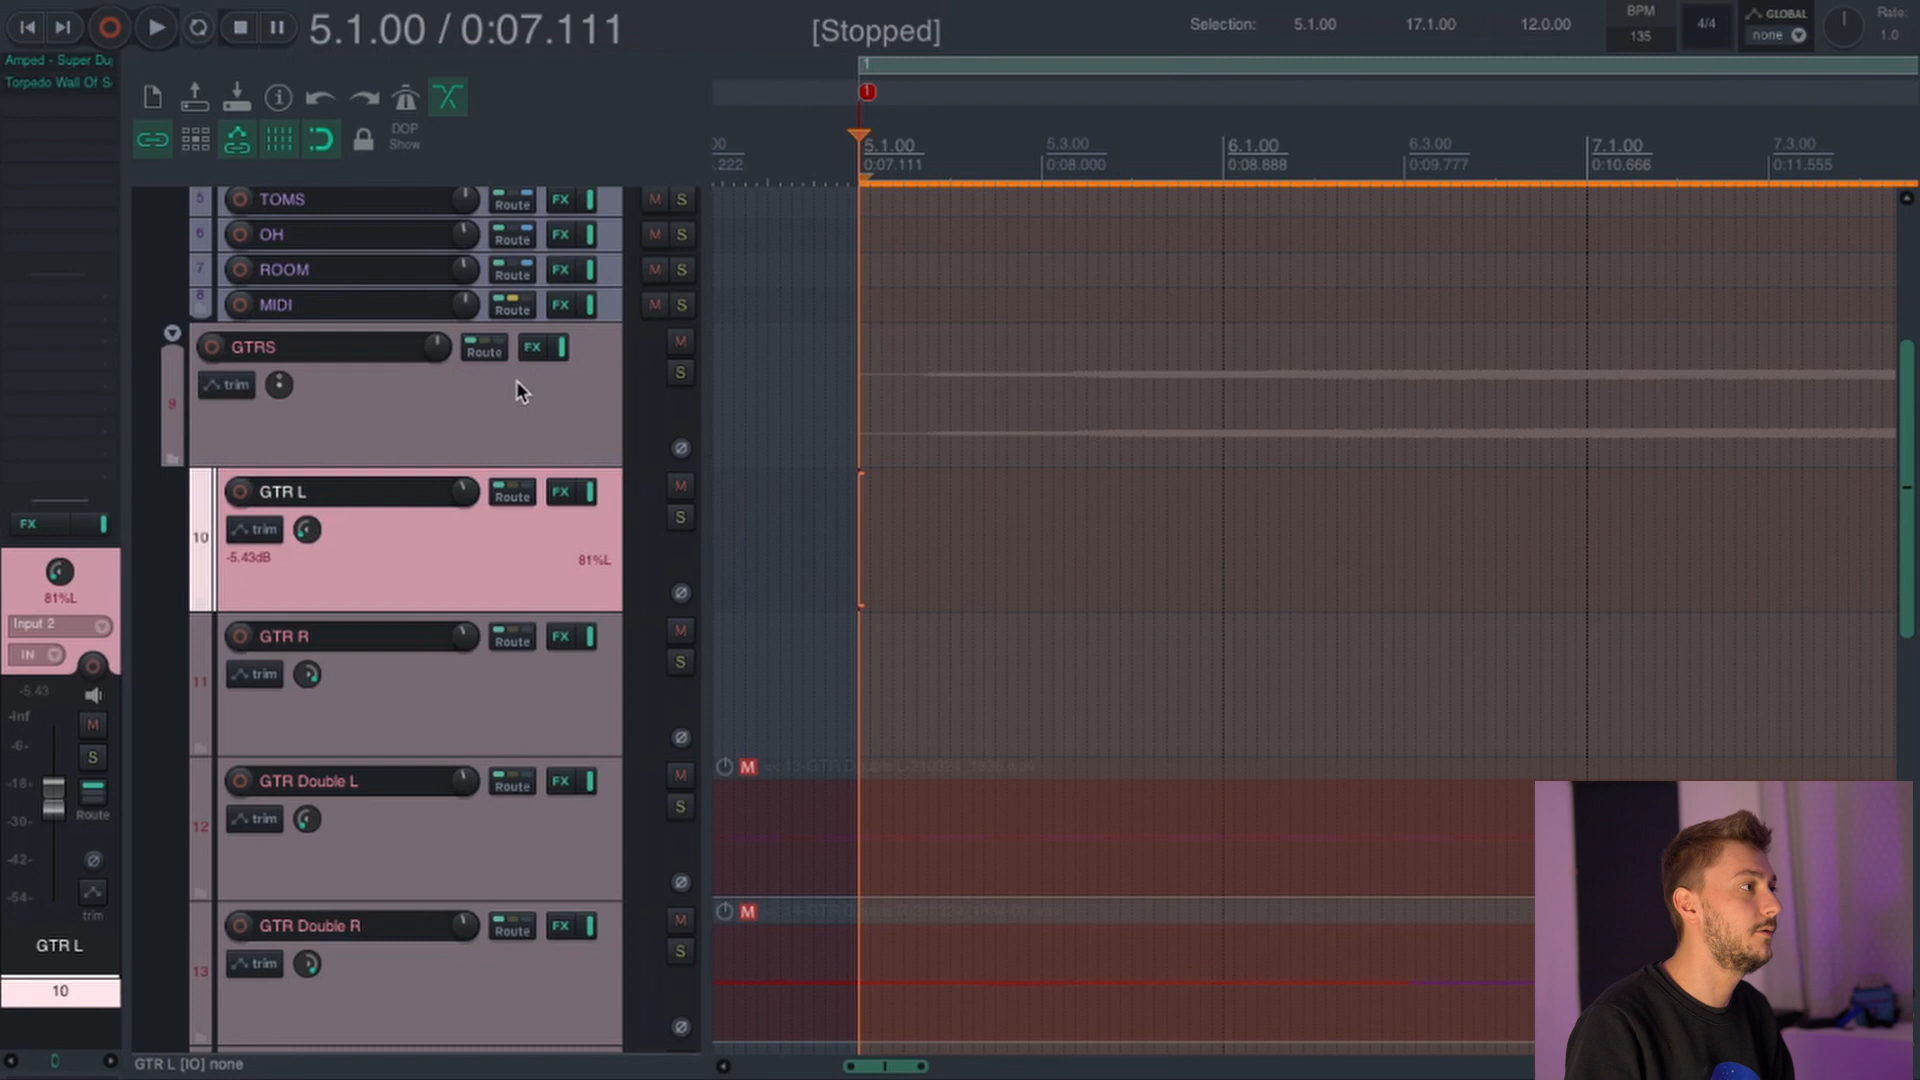 5.1.00 / 0:07.111
[Stopped]
Selection:
5.1.00
17.1.00
12.0.00
BPM
135
4/4
GLOBAL
none
Rate:
1.0
Amped - Super Du
Torpedo Wall Of S
DOP
Show
1
1
00
.222
5.1.00
0:07.111
5.3.00
0:08.000
6.1.00
0:08.888
6.3.00
0:09.777
7.1.00
0:10.666
7.3.00
0:11.555
5
TOMS
Route
FX
M
S
6
OH
Route
FX
M
S
7
ROOM
Route
FX
M
S
8
MIDI
Route
FX
M
S
9
GTRS
Route
FX
M
trim
S
10
GTR L
Route
FX
M
trim
S
-5.43dB
81%L
11
GTR R
Route
FX
M
trim
S
12
GTR Double L
Route
FX
M
trim
S
M
13
GTR Double R
Route
FX
M
trim
S
M
FX
81%L
Input 2
IN
-5.43
-inf
-6-
-18-
-30-
-42-
-54-
M
S
Route
trim
GTR L
10
0
GTR L [IO] none